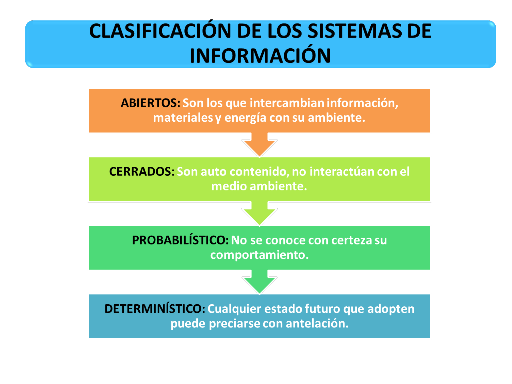 CLASIFICACIÓN DE LOS SISTEMAS DE
INFORMACIÓN
ABIERTOS: Son los que intercambian información,
materiales y energía con su ambiente.
CERRADOS: Son auto contenido, no interactúan con el
medio ambiente.
PROBABILÍSTICO: No se conoce con certeza su
comportamiento.
DETERMINÍSTICO: Cualquier estado futuro que adopten
puede preciarse con antelación.